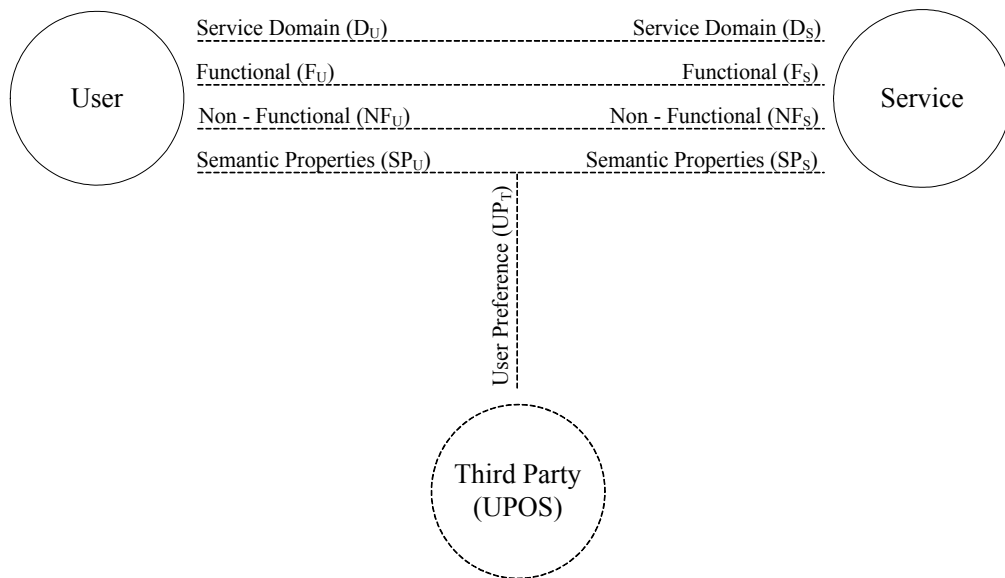 Service Domain (D_U) Service Domain (D_S)
Functional (F_U) Functional (F_S)
User
Service
Non - Functional (NF_U) Non - Functional (NF_S)
Semantic Properties (SP_U) Semantic Properties (SP_S)
User Preference (UP_T)
Third Party
(UPOS)